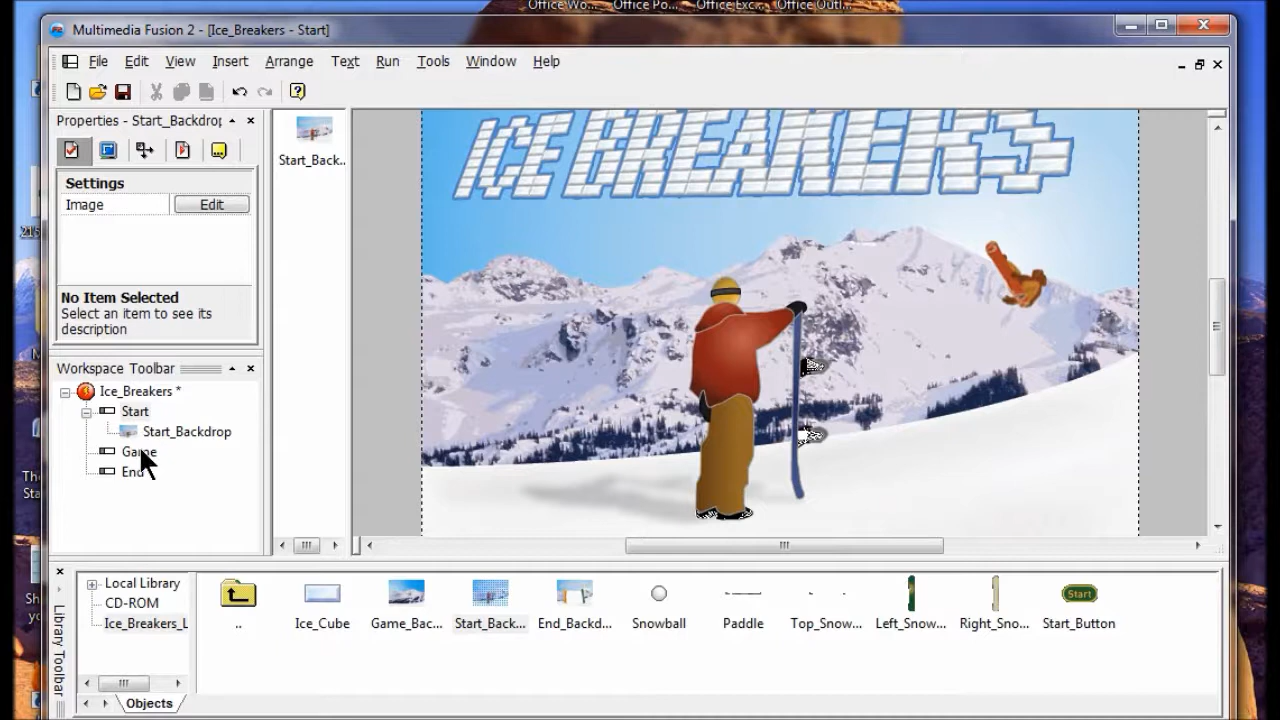 Office Wo... Office Po... Office Exc... Office Outl...
Multimedia Fusion 2 - [Ice_Breakers - Start]
File Edit View Insert Arrange Text Run Tools Window Help
Properties - Start_Backdrop
Settings
Image Edit
No Item Selected
Select an item to see its
description
Start_Back...
ICE BREAKERS
Workspace Toolbar
Ice_Breakers *
Start
Start_Backdrop
Game
End
Library Toolbar
Local Library
CD-ROM
Ice_Breakers_L
Objects
Start
.. Ice_Cube Game_Bac... Start_Back... End_Backd... Snowball Paddle Top_Snow... Left_Snow... Right_Sno... Start_Button